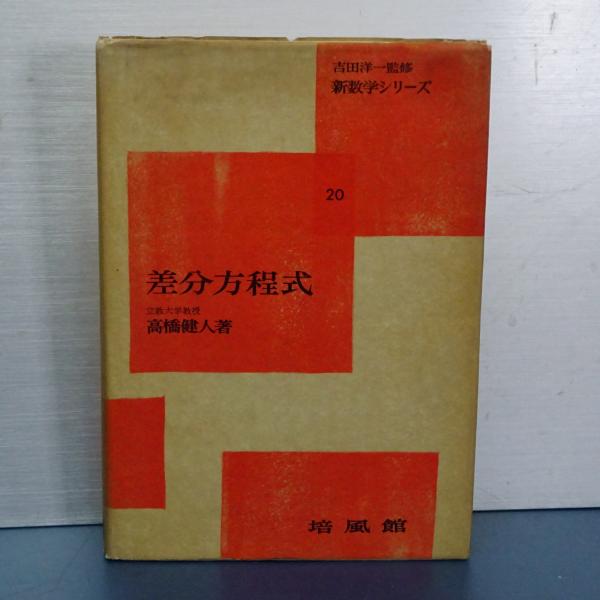 吉田洋一監修
新数学シリーズ
20
差分方程式
立教大学教授
高橋健人著
培風館